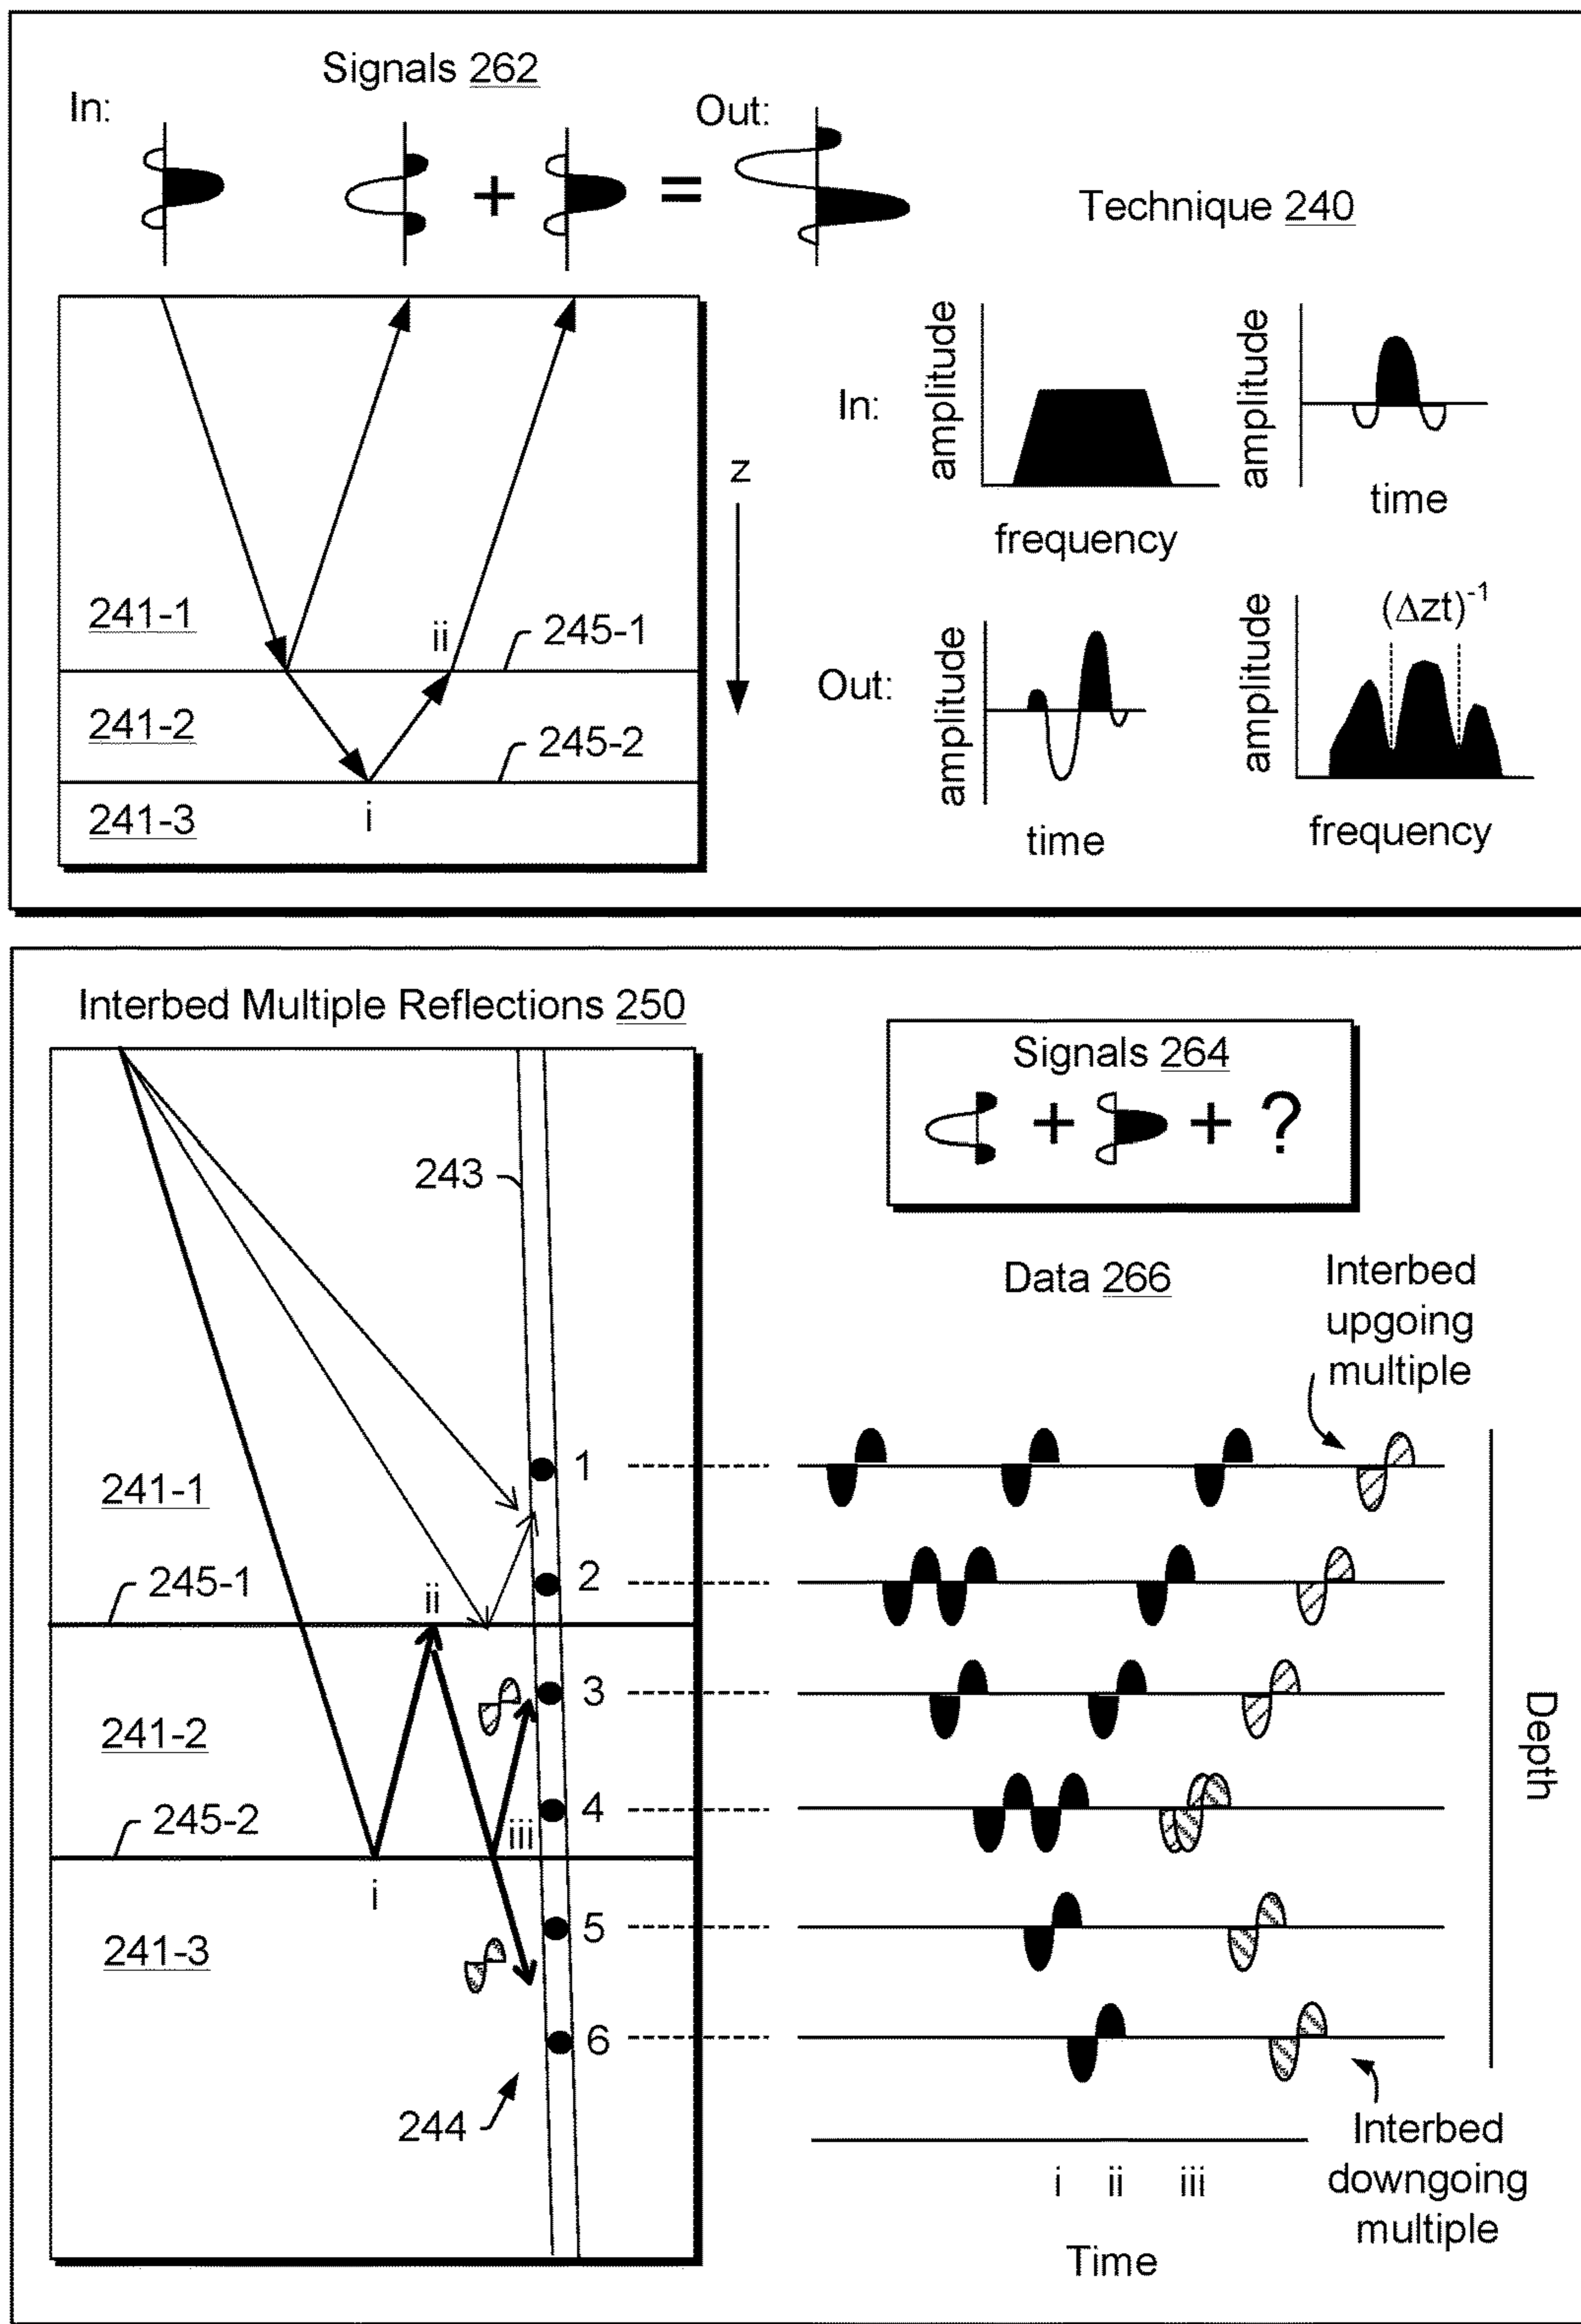 Signals 262
In:
Out:
+
=
Technique 240
241-1
ii
245-1
241-2
245-2
241-3
i
z
In:
amplitude
frequency
amplitude
time
Out:
amplitude
time
amplitude
(Δzt)⁻¹
frequency
Interbed Multiple Reflections 250
243
241-1
245-1
ii
241-2
245-2
iii
i
241-3
244
1
2
3
4
5
6
Signals 264
+ + ?
Data 266
Interbed
upgoing
multiple
Depth
i ii iii
Time
Interbed
downgoing
multiple